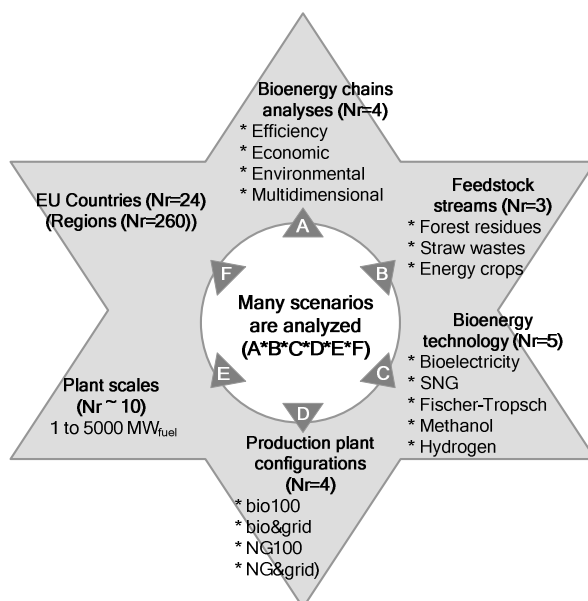 Bioenergy chains
analyses (Nr=4)
* Efficiency
* Economic
* Environmental
* Multidimensional
EU Countries (Nr=24)
(Regions (Nr=260))
Feedstock
streams (Nr=3)
* Forest residues
* Straw wastes
* Energy crops
A
B
F
Many scenarios
are analyzed
(A*B*C*D*E*F)
Bioenergy
technology (Nr=5)
* Bioelectricity
* SNG
* Fischer-Tropsch
* Methanol
* Hydrogen
E
C
D
Plant scales
(Nr ~ 10)
1 to 5000 MWfuel
Production plant
configurations
(Nr=4)
* bio100
* bio&grid
* NG100
* NG&grid)